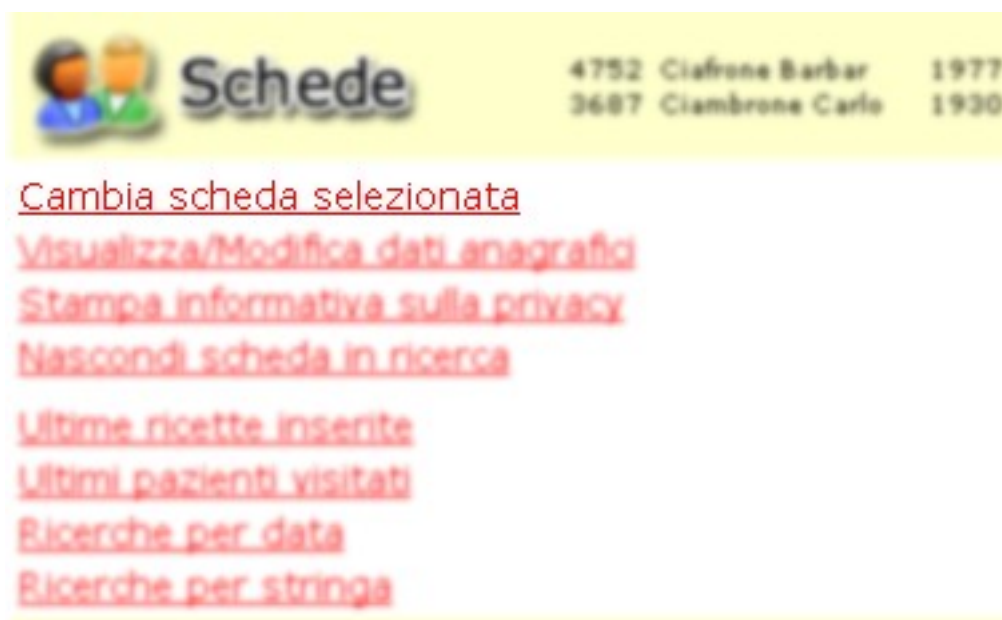 Schede
4752 Ciafrone Barbar 1977
3687 Ciambrone Carlo 1930
Cambia scheda selezionata
Visualizza/Modifica dati anagrafici
Stampa informativa sulla privacy
Nascondi scheda in ricerca
Ultime ricette inserite
Ultimi pazienti visitati
Ricerche per data
Ricerche per stringa